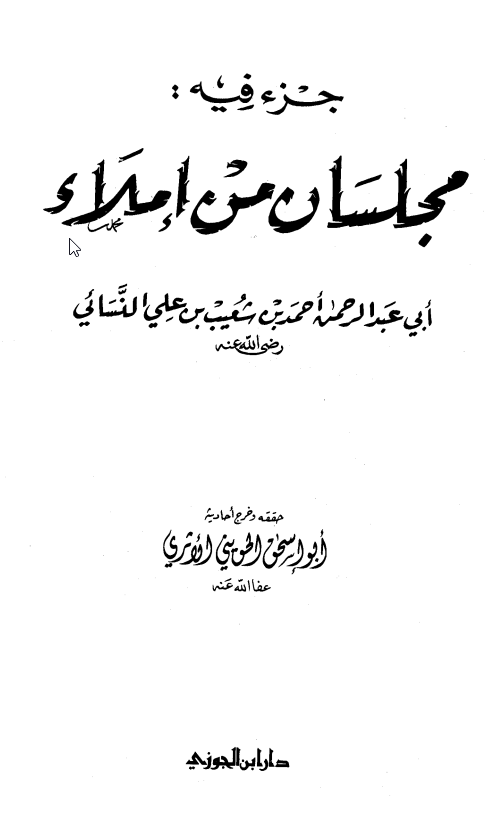 جزء فيه :
مجلسان من إملاء
أبي عبد الرحمن أحمد بن شعيب بن علي النسائي
رضي الله عنه
حققه وخرج أحاديثه
أبو إسحق الحويني الأثري
عفا الله عنه
دار ابن الجوزي